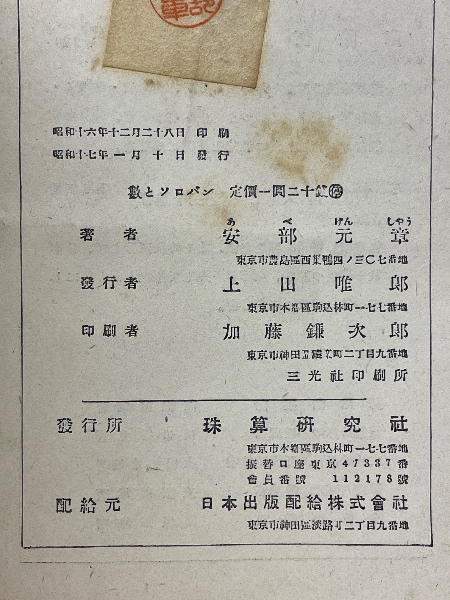 昭和十六年十二月二十八日 印刷
昭和十七年一月十日 發行
數とソロバン 定價一圓二十錢 停
あべげんしやう
著者 安部元章
東京市豊島區西巣鴨四ノ三〇七番地
發行者 上田唯郎
東京市本鄕區駒込林町一七七番地
印刷者 加藤鎌次郎
東京市神田區町二丁目九番地
三光社印刷所
發行所 珠算硏究社
東京市本鄕區駒込林町一七七番地
振替口座東京47337番
會員番號 112178號
配給元 日本出版配給株式會社
東京市神田區淡路町二丁目九番地